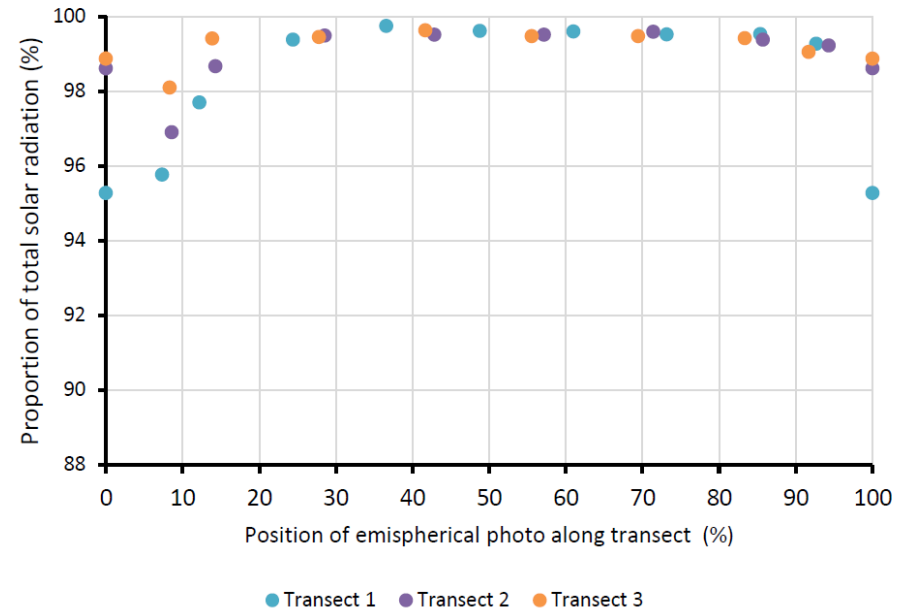 Proportion of total solar radiation (%)
100
98
96
94
92
90
88
0 10 20 30 40 50 60 70 80 90 100
Position of emispherical photo along transect (%)
Transect 1 Transect 2 Transect 3